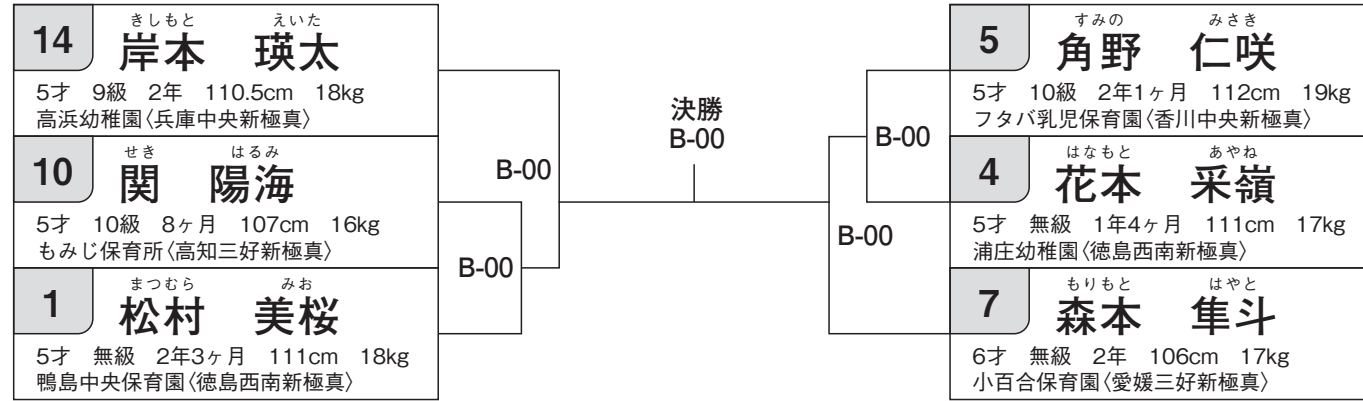 14
きしもと えいた
岸本 瑛太
5才 9級 2年 110.5cm 18kg
高浜幼稚園〈兵庫中央新極真〉
10
せき はるみ
関 陽海
5才 10級 8ヶ月 107cm 16kg
もみじ保育所〈高知三好新極真〉
1
まつむら みお
松村 美桜
5才 無級 2年3ヶ月 111cm 18kg
鴨島中央保育園〈徳島西南新極真〉
B-00
B-00
決勝
B-00
B-00
B-00
5
すみの みさき
角野 仁咲
5才 10級 2年1ヶ月 112cm 19kg
フタバ乳児保育園〈香川中央新極真〉
4
はなもと あやね
花本 采嶺
5才 無級 1年4ヶ月 111cm 17kg
浦庄幼稚園〈徳島西南新極真〉
7
もりもと はやと
森本 隼斗
6才 無級 2年 106cm 17kg
小百合保育園〈愛媛三好新極真〉